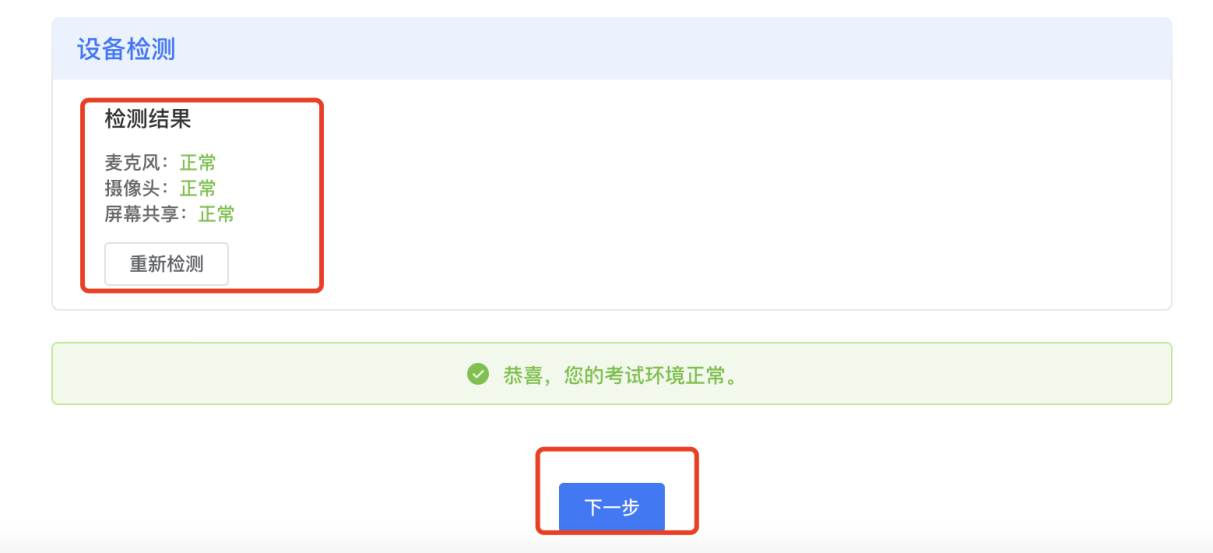 设备检测
检测结果
麦克风：正常
摄像头：正常
屏幕共享：正常
重新检测
恭喜，您的考试环境正常。
下一步